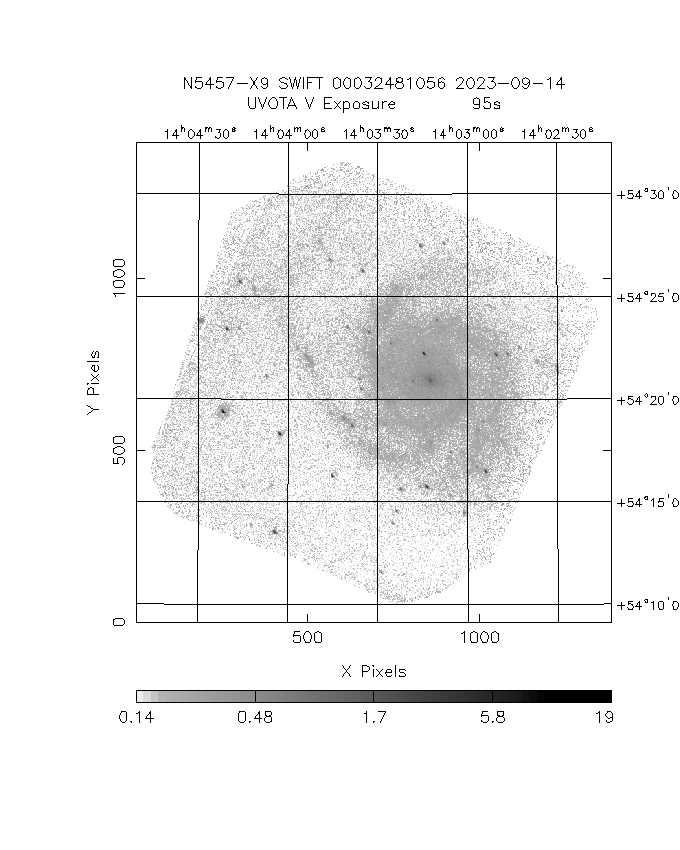 N5457-X9 SWIFT 00032481056 2023-09-14
UVOTA V Exposure 95s
14ʰ04ᵐ30ˢ 14ʰ04ᵐ00ˢ 14ʰ03ᵐ30ˢ 14ʰ03ᵐ00ˢ 14ʰ02ᵐ30ˢ
+54°30'0
1000
+54°25'0
Y Pixels
+54°20'0
500
+54°15'0
0
+54°10'0
500 1000
X Pixels
0.14 0.48 1.7 5.8 19